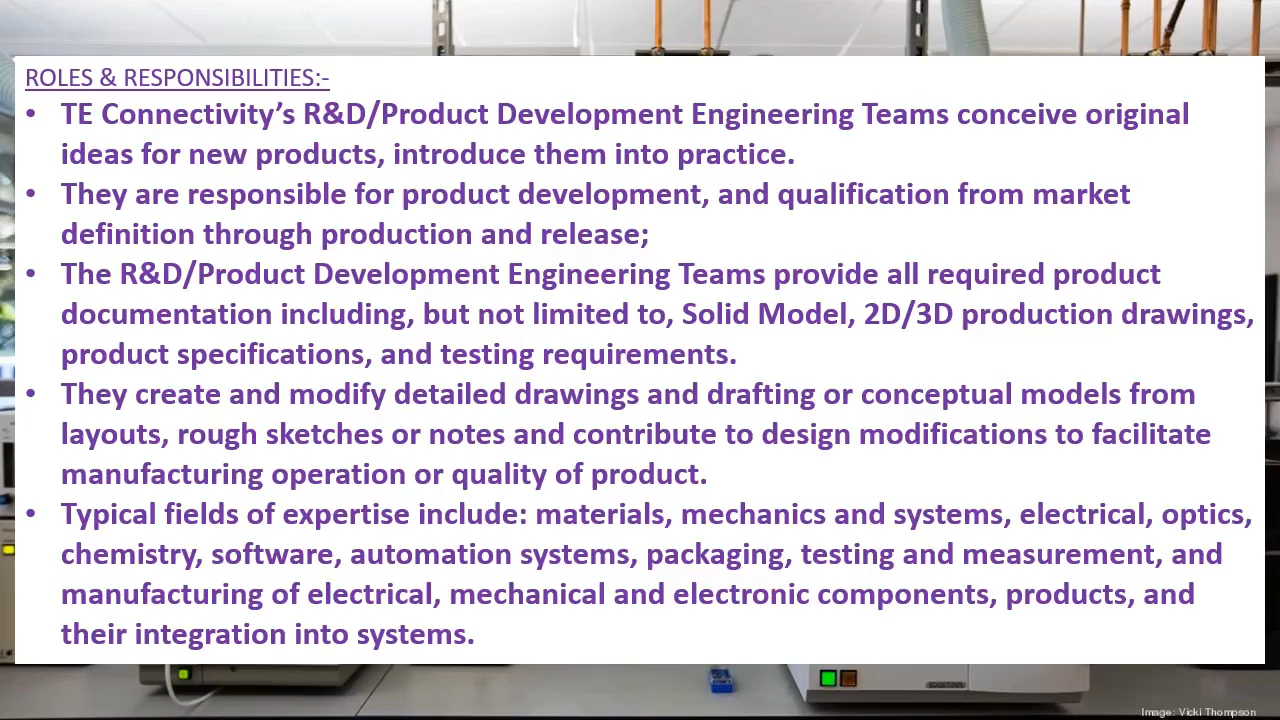 ROLES & RESPONSIBILITIES:-
• TE Connectivity’s R&D/Product Development Engineering Teams conceive original
ideas for new products, introduce them into practice.
• They are responsible for product development, and qualification from market
definition through production and release;
• The R&D/Product Development Engineering Teams provide all required product
documentation including, but not limited to, Solid Model, 2D/3D production drawings,
product specifications, and testing requirements.
• They create and modify detailed drawings and drafting or conceptual models from
layouts, rough sketches or notes and contribute to design modifications to facilitate
manufacturing operation or quality of product.
• Typical fields of expertise include: materials, mechanics and systems, electrical, optics,
chemistry, software, automation systems, packaging, testing and measurement, and
manufacturing of electrical, mechanical and electronic components, products, and
their integration into systems.
Image: Vicki Thompson